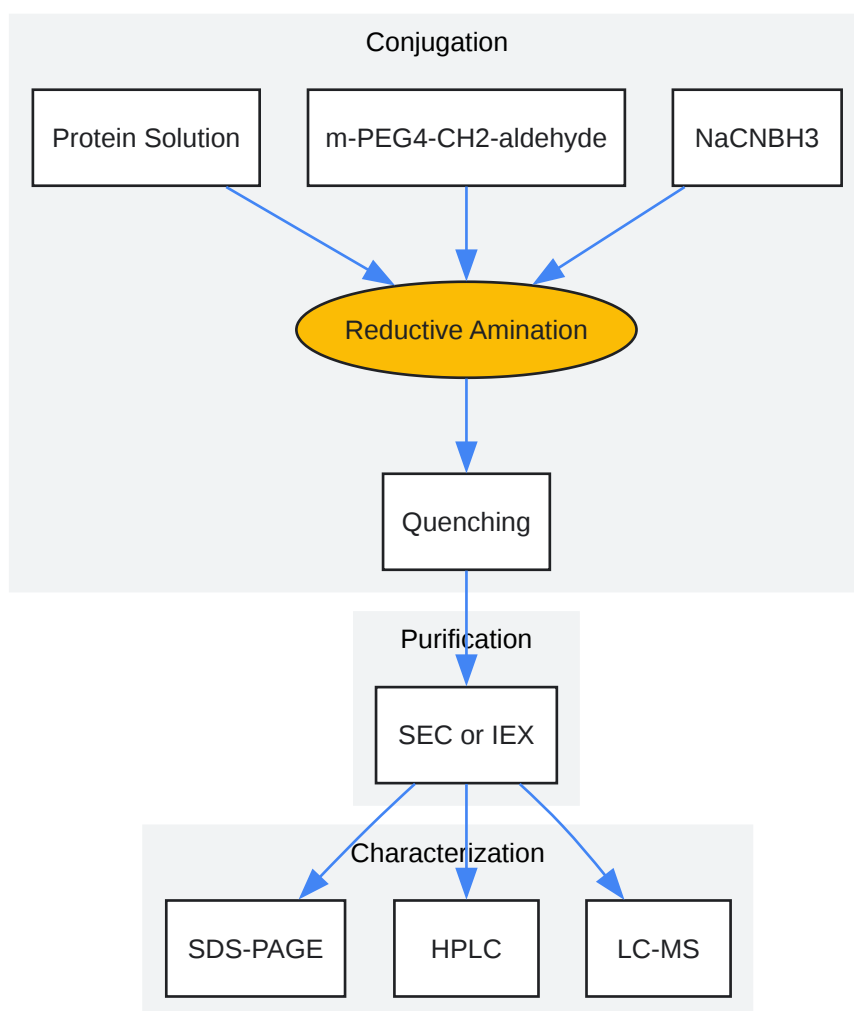 Conjugation
Protein Solution
m-PEG4-CH2-aldehyde
NaCNBH3
Reductive Amination
Quenching
Purification
SEC or IEX
Characterization
SDS-PAGE
HPLC
LC-MS